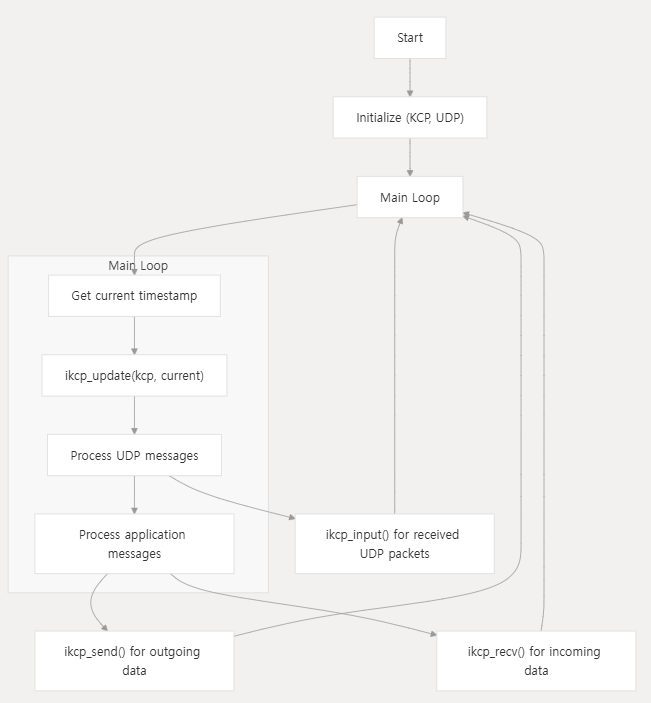 Start
Initialize (KCP, UDP)
Main Loop
Main Loop
Get current timestamp
ikcp_update(kcp, current)
Process UDP messages
Process application
messages
ikcp_input() for received
UDP packets
ikcp_send() for outgoing
data
ikcp_recv() for incoming
data